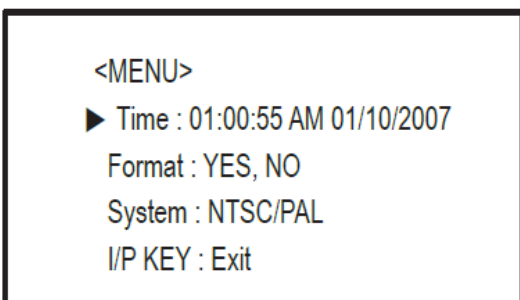 <MENU>
▶ Time : 01:00:55 AM 01/10/2007
Format : YES, NO
System : NTSC/PAL
I/P KEY : Exit